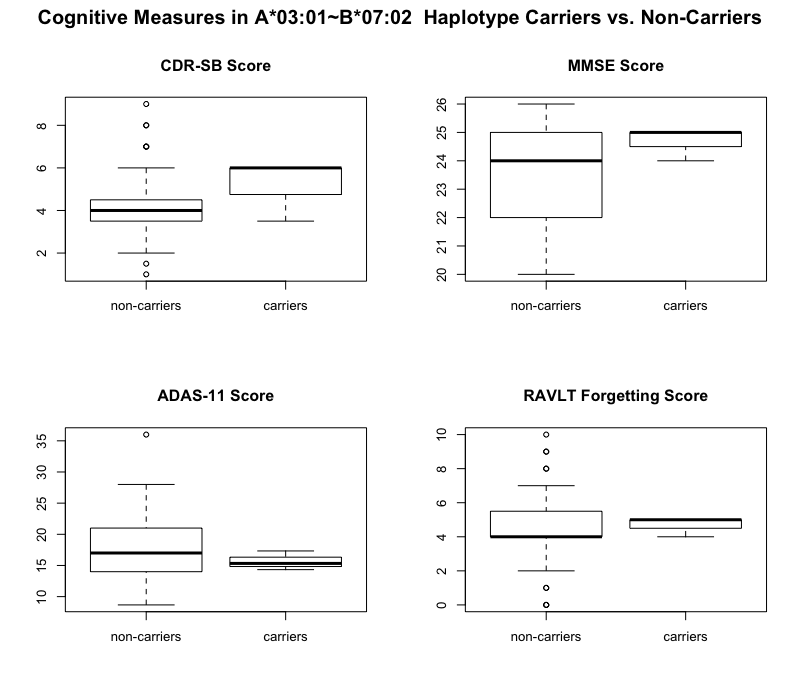 Cognitive Measures in A*03:01~B*07:02 Haplotype Carriers vs. Non-Carriers
CDR-SB Score
8
6
4
2
non-carriers carriers
MMSE Score
26
25
24
23
22
21
20
non-carriers carriers
ADAS-11 Score
35
30
25
20
15
10
non-carriers carriers
RAVLT Forgetting Score
10
8
6
4
2
0
non-carriers carriers